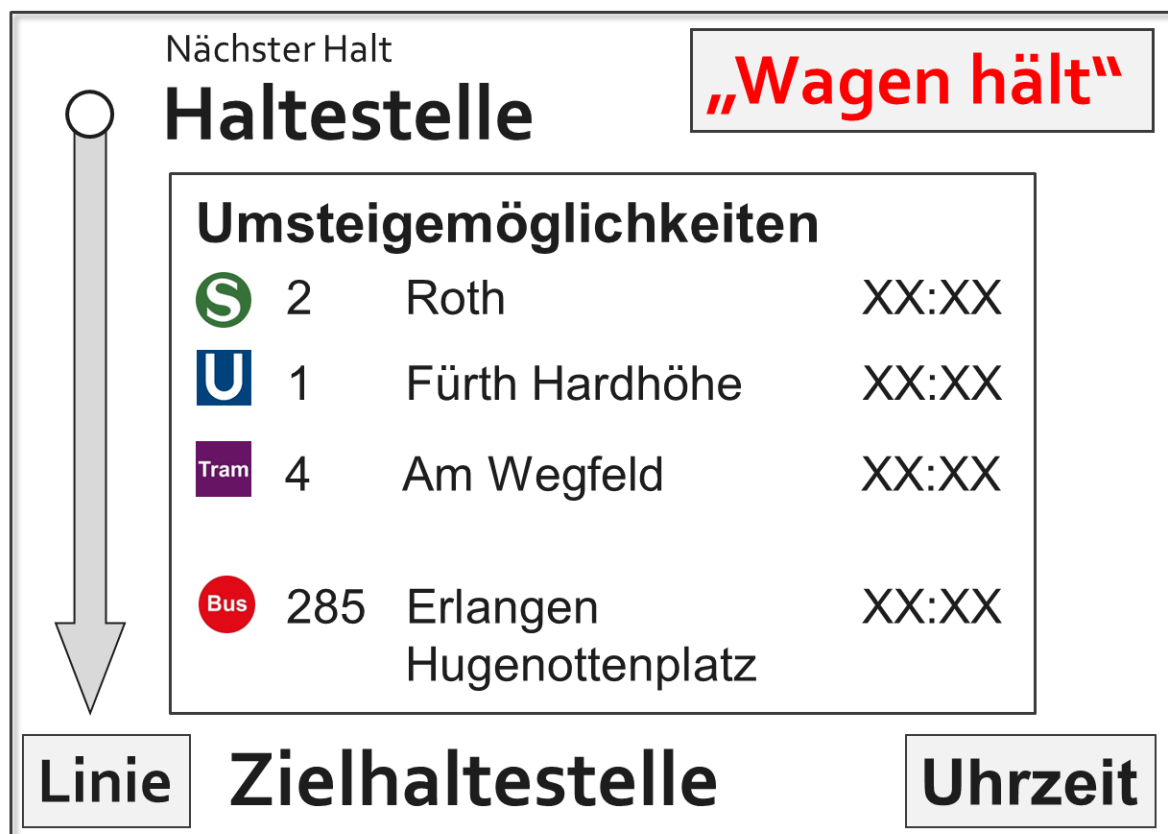 Nächster Halt
Haltestelle
„Wagen hält“
Umsteigemöglichkeiten
S 2 Roth XX:XX
U 1 Fürth Hardhöhe XX:XX
Tram 4 Am Wegfeld XX:XX
Bus 285 Erlangen XX:XX
Hugenottenplatz
Linie Zielhaltestelle Uhrzeit